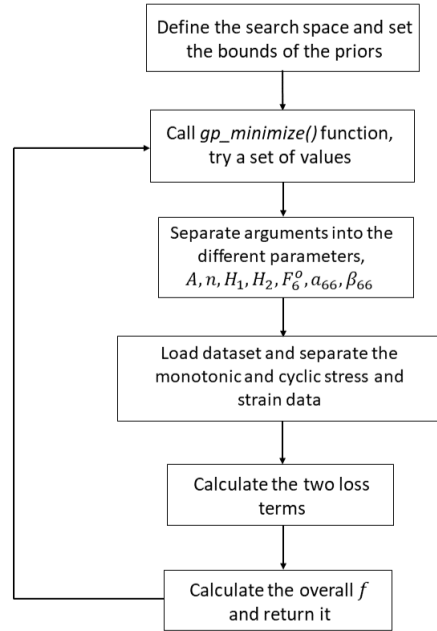 Define the search space and set
the bounds of the priors
Call gp_minimize() function,
try a set of values
Separate arguments into the
different parameters,
A, n, H₁, H₂, F₆ᵒ, a₆₆, β₆₆
Load dataset and separate the
monotonic and cyclic stress and
strain data
Calculate the two loss
terms
Calculate the overall f
and return it